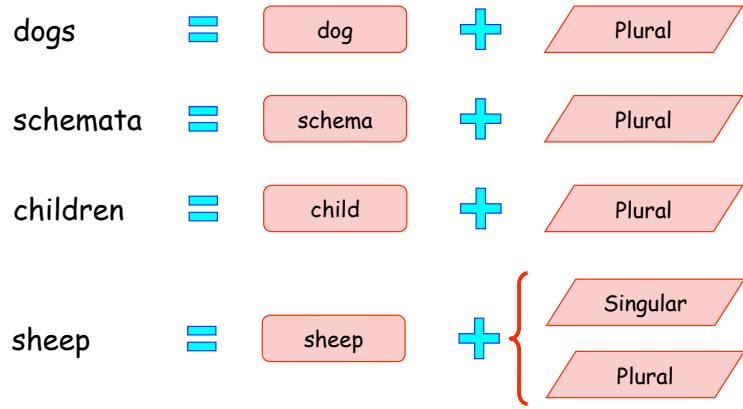 dogs = dog + Plural
schemata = schema + Plural
children = child + Plural
sheep = sheep + { Singular
Plural